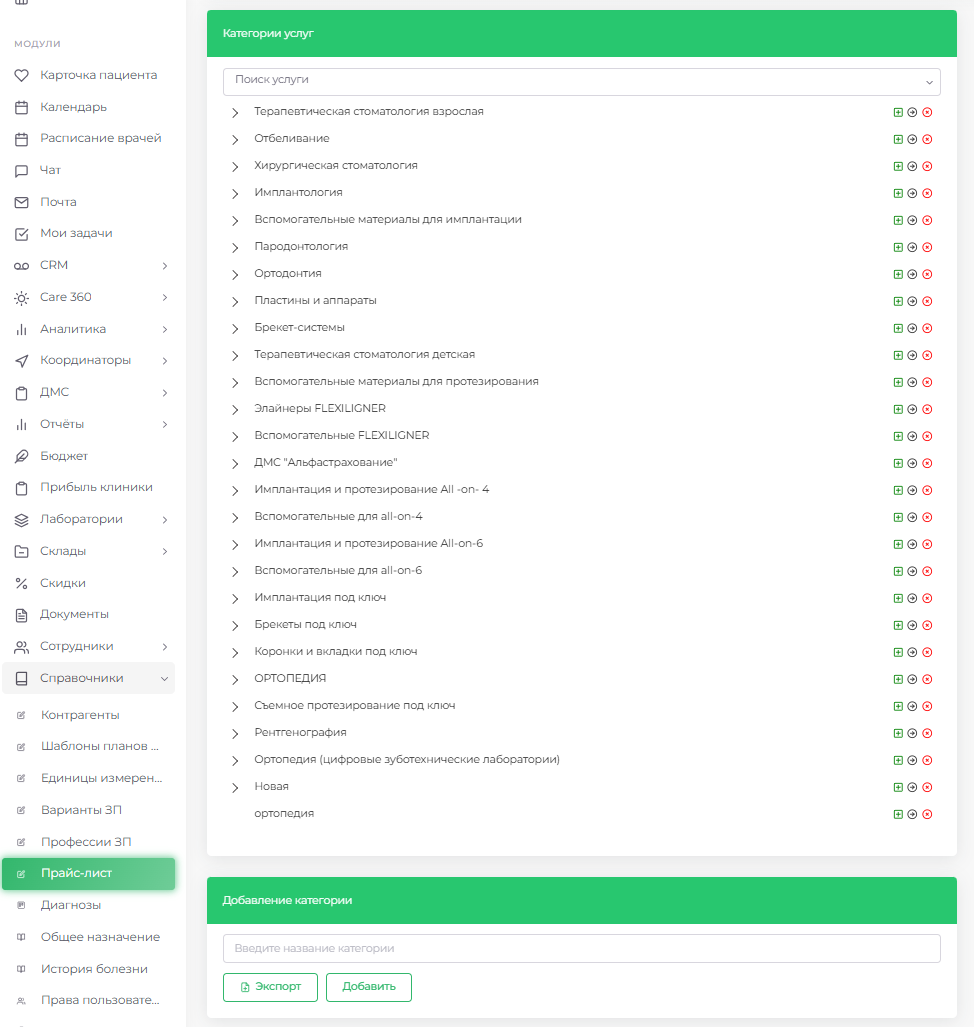 МОДУЛИ
Карточка пациента
Календарь
Расписание врачей
Чат
Почта
Мои задачи
CRM
Care 360
Аналитика
Координаторы
ДМС
Отчёты
Бюджет
Прибыль клиники
Лаборатории
Склады
Скидки
Документы
Сотрудники
Справочники
Контрагенты
Шаблоны планов ...
Единицы измерен...
Варианты ЗП
Профессии ЗП
Прайс-лист
Диагнозы
Общее назначение
История болезни
Права пользовате...
Категории услуг
Поиск услуги
Терапевтическая стоматология взрослая
Отбеливание
Хирургическая стоматология
Имплантология
Вспомогательные материалы для имплантации
Пародонтология
Ортодонтия
Пластины и аппараты
Брекет-системы
Терапевтическая стоматология детская
Вспомогательные материалы для протезирования
Элайнеры FLEXILIGNER
Вспомогательные FLEXILIGNER
ДМС "Альфастрахование"
Имплантация и протезирование All -on- 4
Вспомогательные для all-on-4
Имплантация и протезирование All-on-6
Вспомогательные для all-on-6
Имплантация под ключ
Брекеты под ключ
Коронки и вкладки под ключ
ОРТОПЕДИЯ
Съемное протезирование под ключ
Рентгенография
Ортопедия (цифровые зуботехнические лаборатории)
Новая
ортопедия
Добавление категории
Введите название категории
Экспорт
Добавить